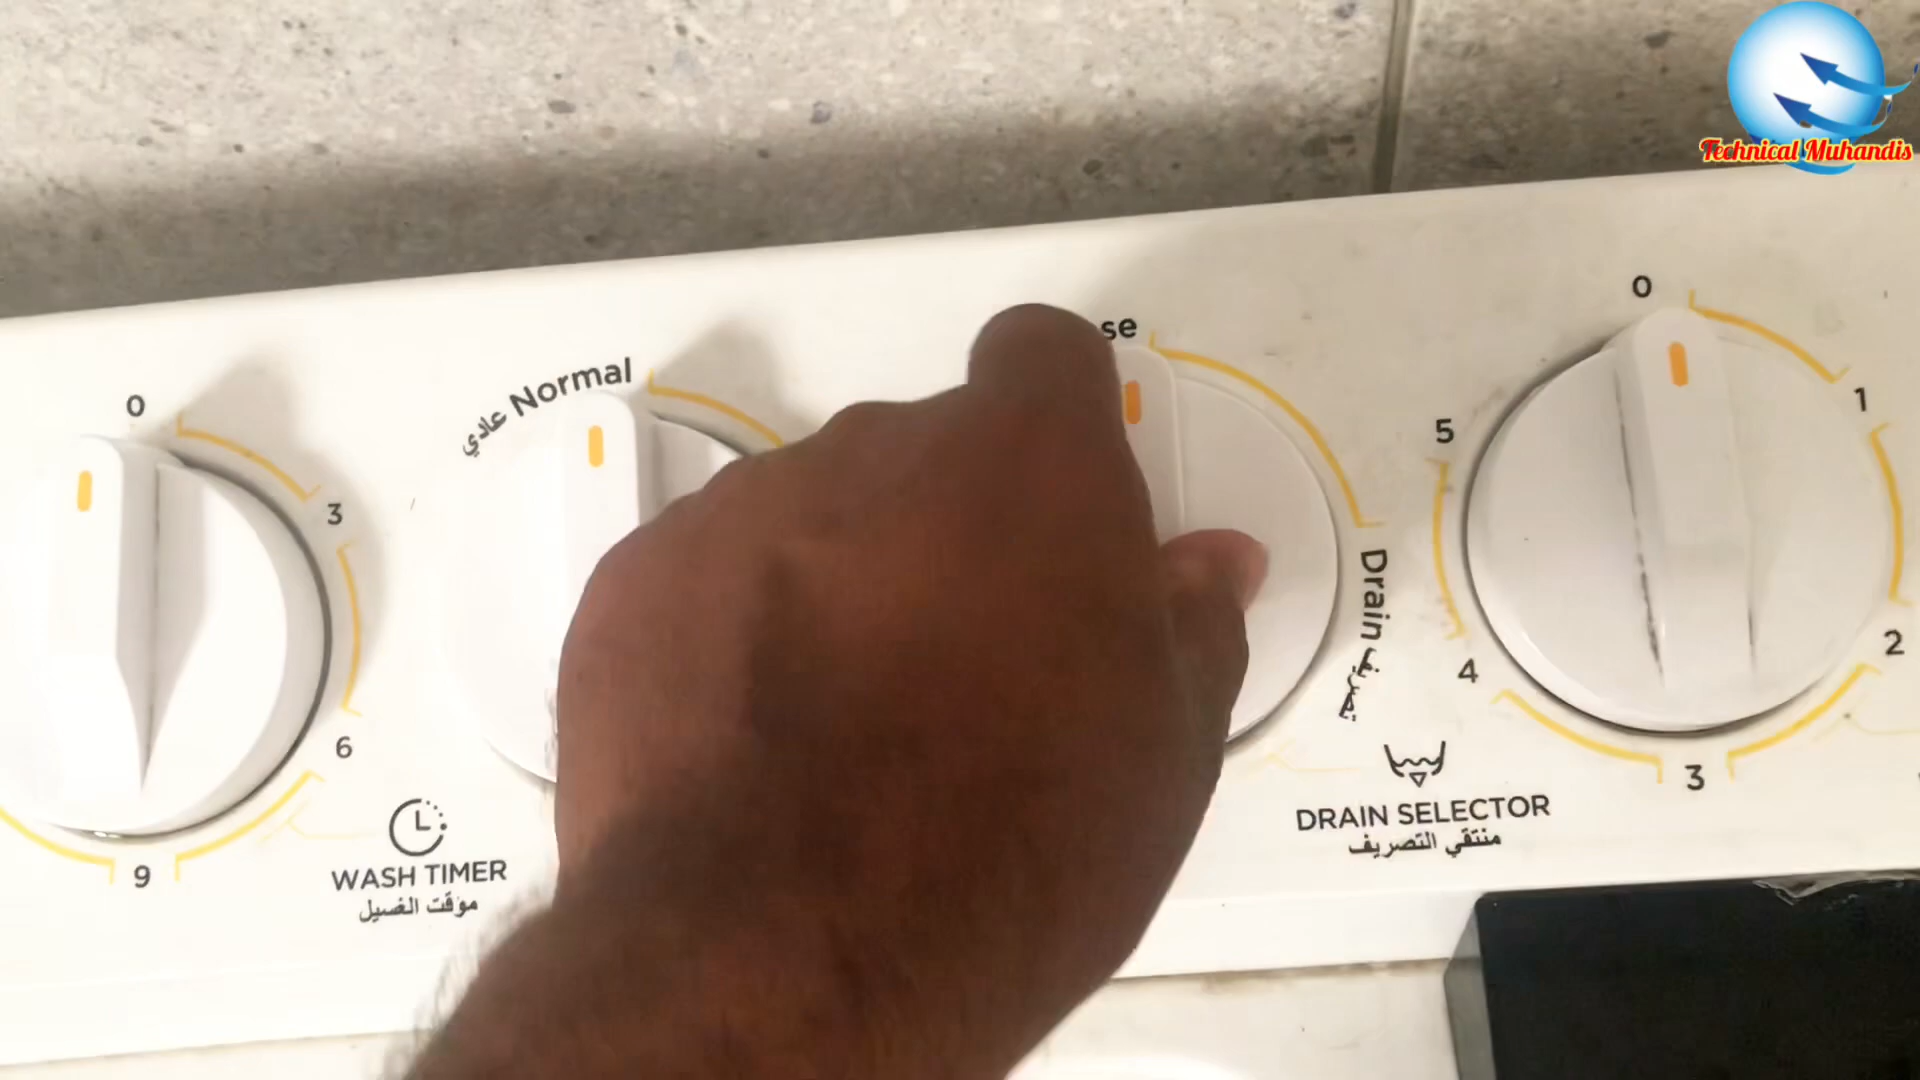 Technical Muhandis
0
3
6
9
WASH TIMER
موقت الغسيل
عادي Normal
se
Drain تصريف
DRAIN SELECTOR
منتقي التصريف
0
1
2
3
4
5